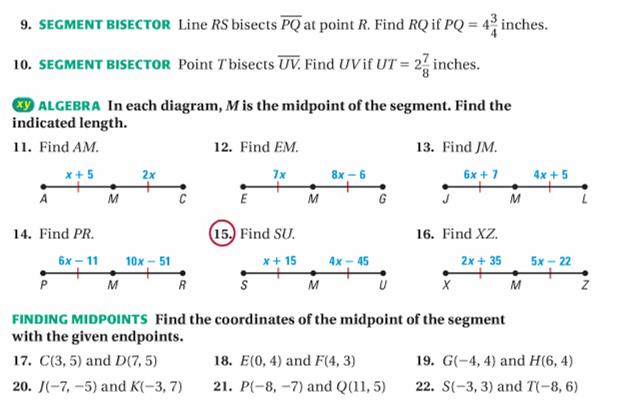 9. SEGMENT BISECTOR Line RS bisects P̅Q̅ at point R. Find RQ if PQ = 4 3/4 inches.
10. SEGMENT BISECTOR Point T bisects U̅V̅. Find UV if UT = 2 7/8 inches.
xy ALGEBRA In each diagram, M is the midpoint of the segment. Find the
indicated length.
11. Find AM. 12. Find EM. 13. Find JM.
x + 5 2x 7x 8x − 6 6x + 7 4x + 5
A M C E M G J M L
14. Find PR. 15. Find SU. 16. Find XZ.
6x − 11 10x − 51 x + 15 4x − 45 2x + 35 5x − 22
P M R S M U X M Z
FINDING MIDPOINTS Find the coordinates of the midpoint of the segment
with the given endpoints.
17. C(3, 5) and D(7, 5) 18. E(0, 4) and F(4, 3) 19. G(−4, 4) and H(6, 4)
20. J(−7, −5) and K(−3, 7) 21. P(−8, −7) and Q(11, 5) 22. S(−3, 3) and T(−8, 6)